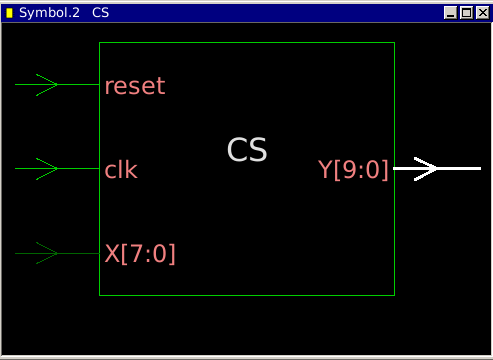 Symbol.2 CS
reset
CS
clk
Y[9:0]
X[7:0]